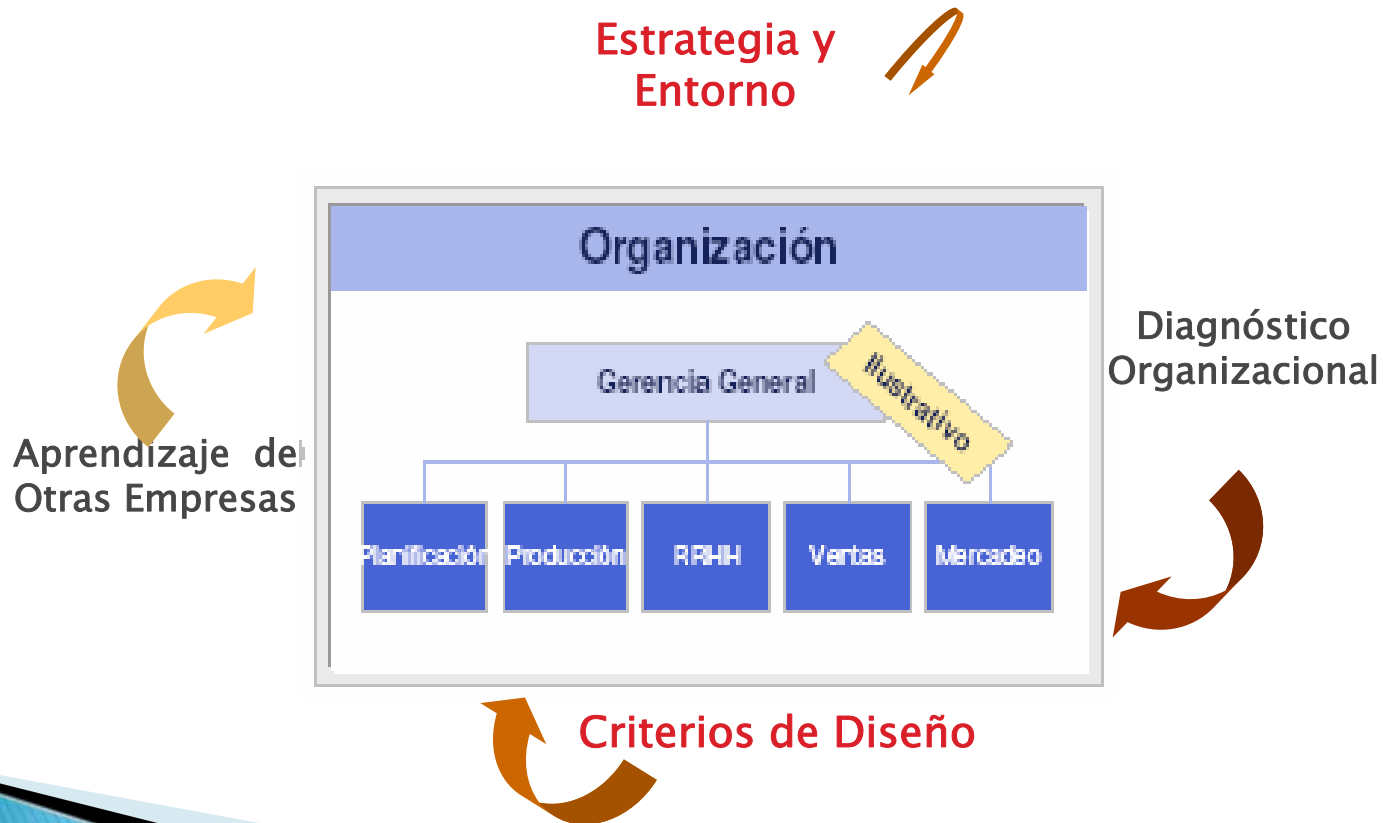 Estrategia y
Entorno
Organización
Gerencia General
Ilustrativo
Diagnóstico
Organizacional
Aprendizaje de
Otras Empresas
Planificación
Producción
RRHH
Ventas
Mercadeo
Criterios de Diseño